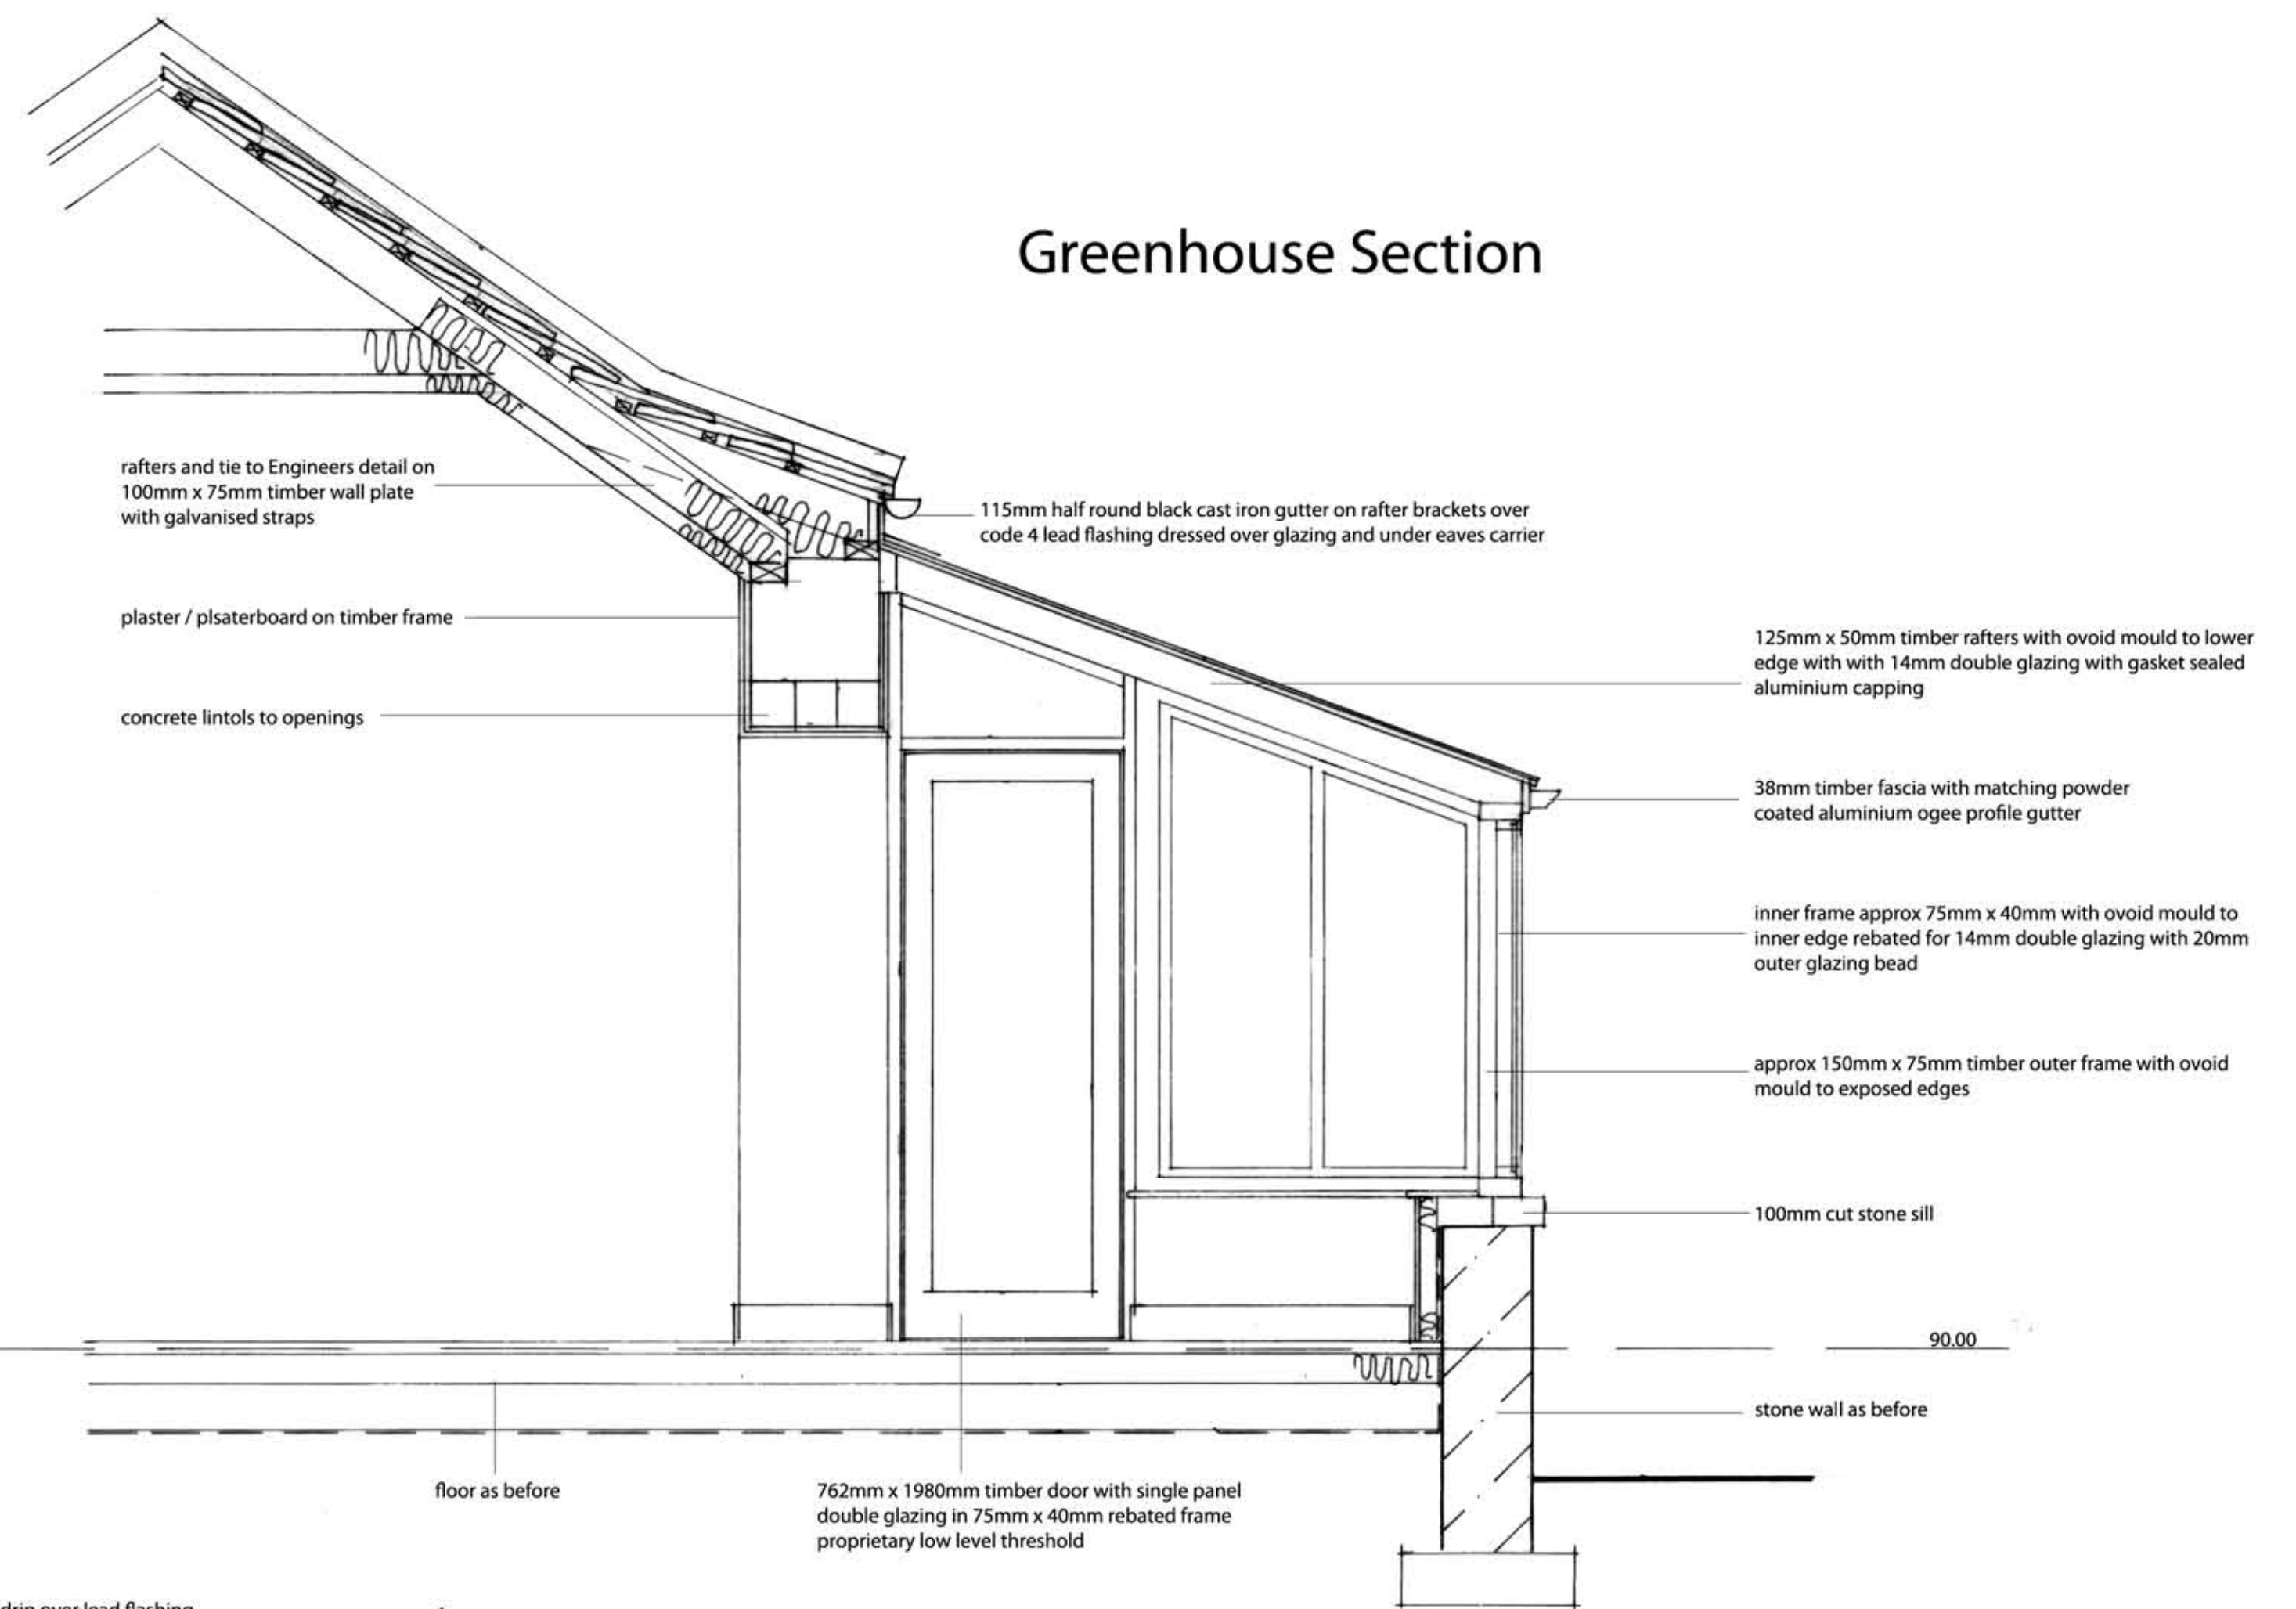 Greenhouse Section
rafters and tie to Engineers detail on
100mm x 75mm timber wall plate
with galvanised straps
115mm half round black cast iron gutter on rafter brackets over
code 4 lead flashing dressed over glazing and under eaves carrier
plaster / plsaterboard on timber frame
125mm x 50mm timber rafters with ovoid mould to lower
edge with with 14mm double glazing with gasket sealed
aluminium capping
concrete lintols to openings
38mm timber fascia with matching powder
coated aluminium ogee profile gutter
inner frame approx 75mm x 40mm with ovoid mould to
inner edge rebated for 14mm double glazing with 20mm
outer glazing bead
approx 150mm x 75mm timber outer frame with ovoid
mould to exposed edges
100mm cut stone sill
90.00
stone wall as before
floor as before
762mm x 1980mm timber door with single panel
double glazing in 75mm x 40mm rebated frame
proprietary low level threshold
drip over lead flashing